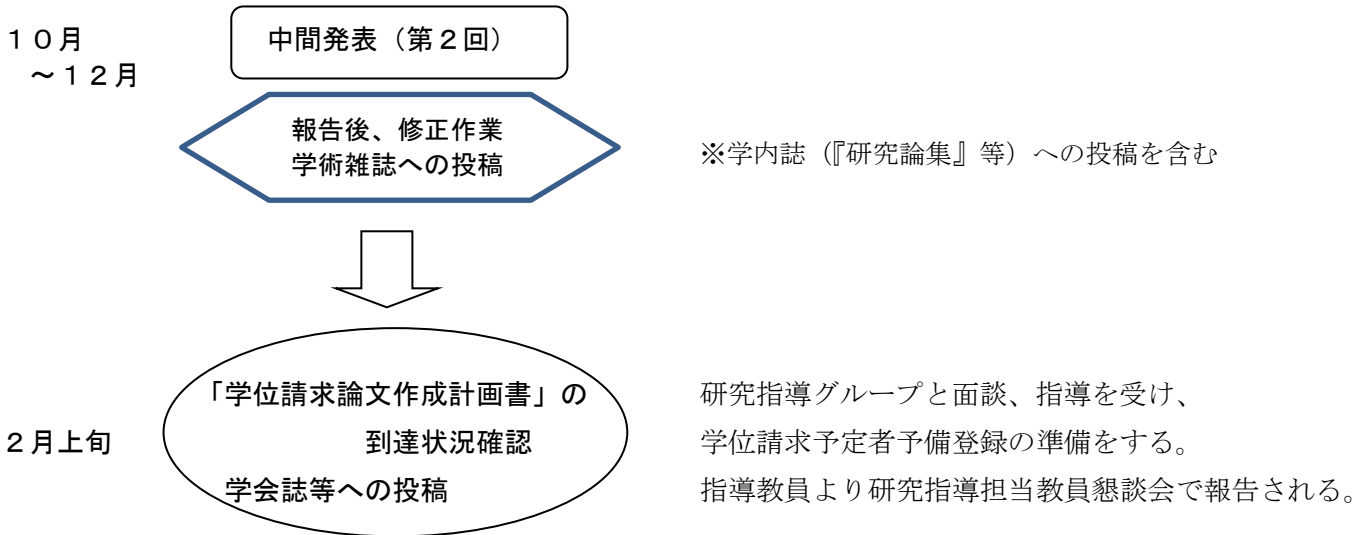 １０月
～１２月
中間発表（第２回）
報告後、修正作業
学術雑誌への投稿
※学内誌（『研究論集』等）への投稿を含む
「学位請求論文作成計画書」の
到達状況確認
学会誌等への投稿
２月上旬
研究指導グループと面談、指導を受け、
学位請求予定者予備登録の準備をする。
指導教員より研究指導担当教員懇談会で報告される。